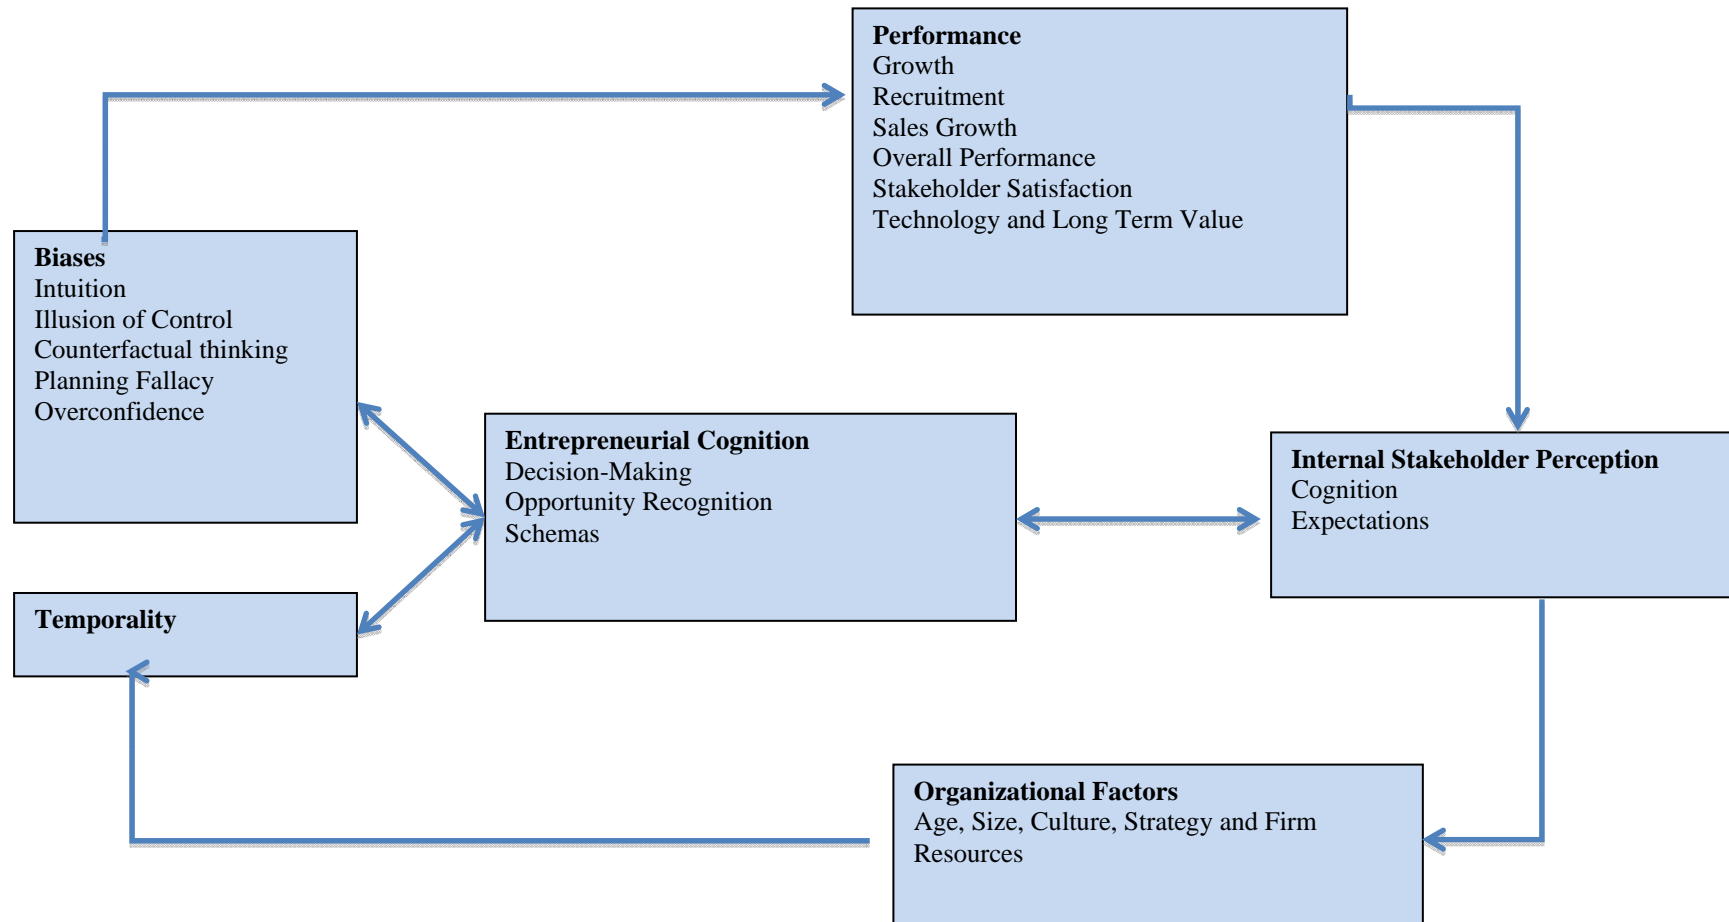 Performance
Growth
Recruitment
Sales Growth
Overall Performance
Stakeholder Satisfaction
Technology and Long Term Value
Biases
Intuition
Illusion of Control
Counterfactual thinking
Planning Fallacy
Overconfidence
Entrepreneurial Cognition
Decision-Making
Opportunity Recognition
Schemas
Internal Stakeholder Perception
Cognition
Expectations
Temporality
Organizational Factors
Age, Size, Culture, Strategy and Firm
Resources